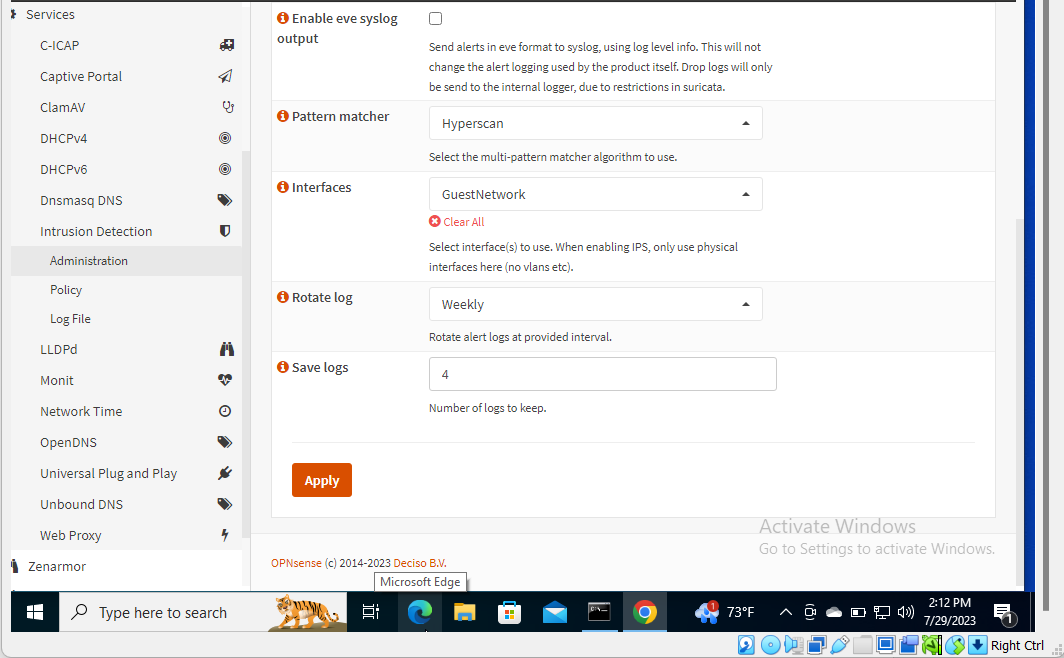 Services
C-ICAP
Captive Portal
ClamAV
DHCPv4
DHCPv6
Dnsmasq DNS
Intrusion Detection
Administration
Policy
Log File
LLDPd
Monit
Network Time
OpenDNS
Universal Plug and Play
Unbound DNS
Web Proxy
Zenarmor
Enable eve syslog
output
Send alerts in eve format to syslog, using log level info. This will not
change the alert logging used by the product itself. Drop logs will only
be send to the internal logger, due to restrictions in suricata.
Pattern matcher
Hyperscan
Select the multi-pattern matcher algorithm to use.
Interfaces
GuestNetwork
Clear All
Select interface(s) to use. When enabling IPS, only use physical
interfaces here (no vlans etc).
Rotate log
Weekly
Rotate alert logs at provided interval.
Save logs
4
Number of logs to keep.
Apply
Activate Windows
Go to Settings to activate Windows.
OPNsense (c) 2014-2023 Deciso B.V.
Microsoft Edge
Type here to search
1
73°F
2:12 PM
7/29/2023
1
Right Ctrl